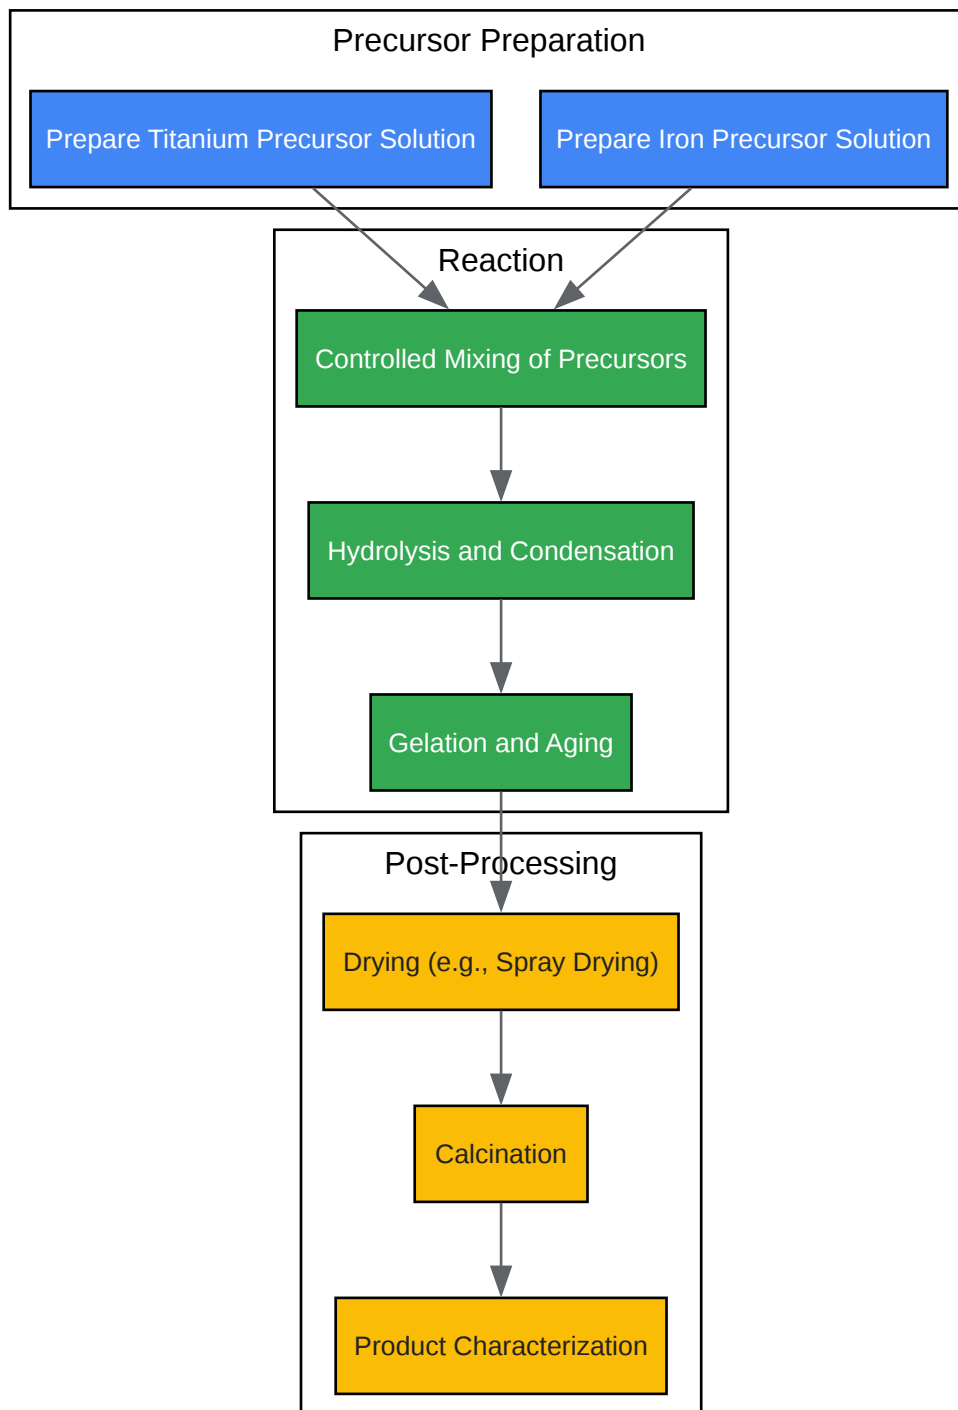 Precursor Preparation
Prepare Titanium Precursor Solution
Prepare Iron Precursor Solution
Reaction
Controlled Mixing of Precursors
Hydrolysis and Condensation
Gelation and Aging
Post-Processing
Drying (e.g., Spray Drying)
Calcination
Product Characterization